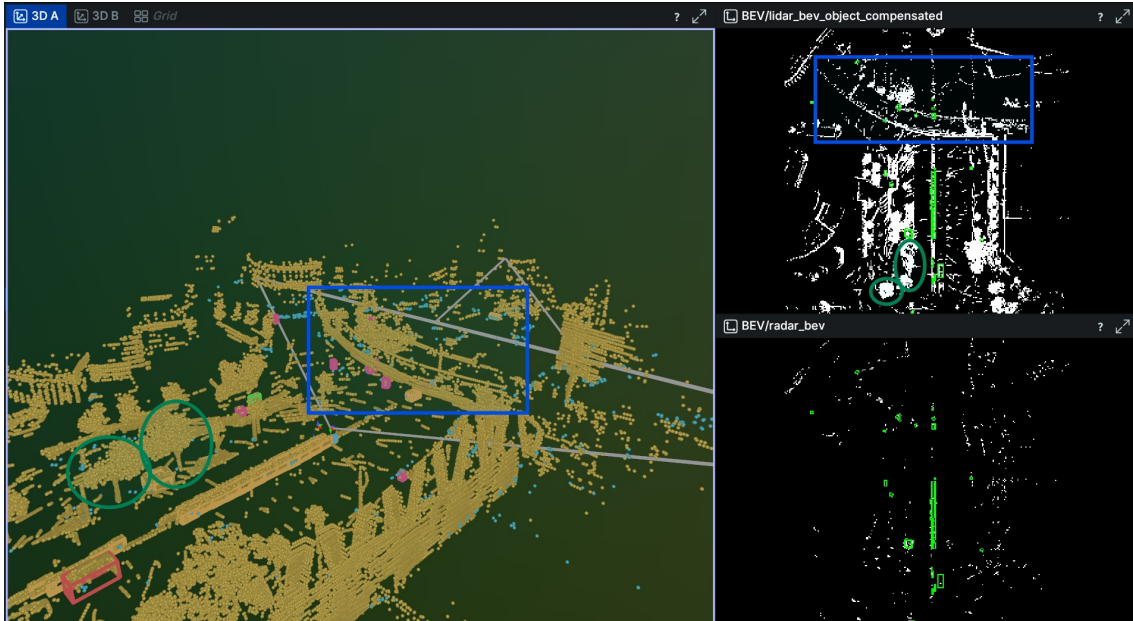 3D A
3D B
Grid
?
BEV/lidar_bev_object_compensated
?
BEV/radar_bev
?